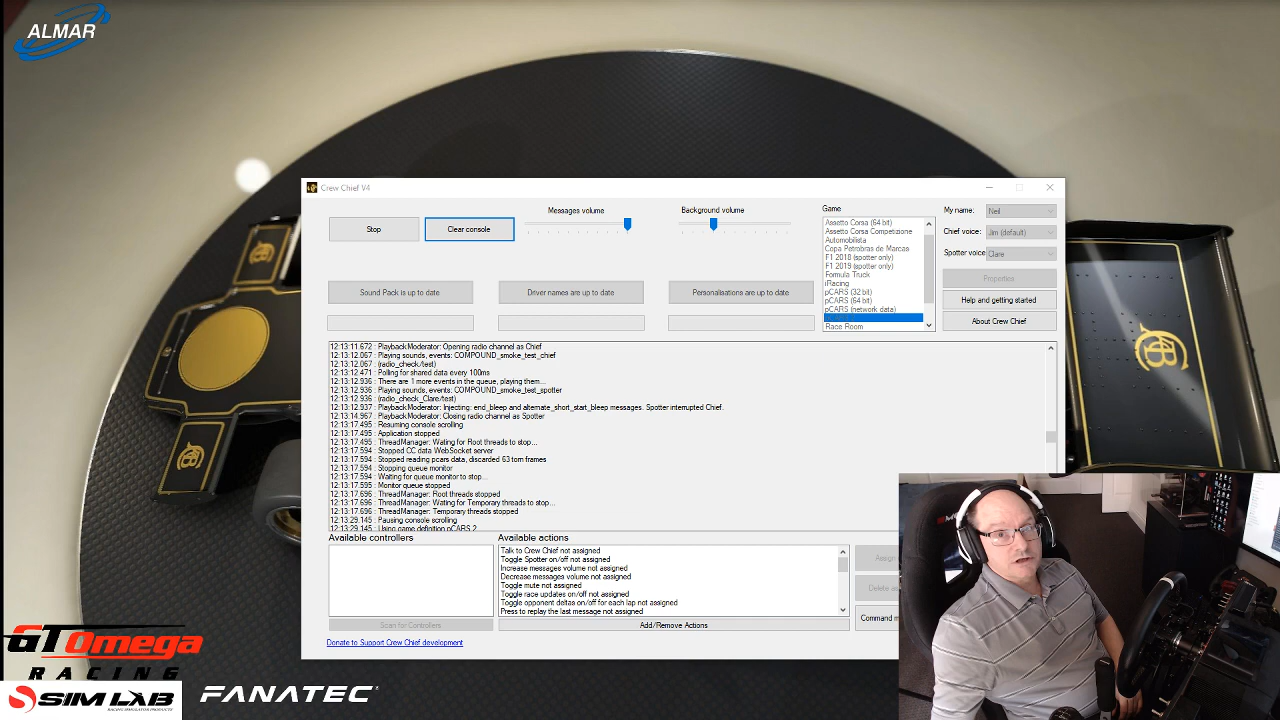 ALMAR
Crew Chief V4
Stop
Clear console
Messages volume
Background volume
Game
Assetto Corsa (64 bit)
Assetto Corsa Competizione
Automobilista
Copa Petrobras de Marcas
F1 2018 (spotter only)
F1 2019 (spotter only)
Formula Truck
iRacing
pCARS (32 bit)
pCARS (64 bit)
pCARS (network data)
Race Room
My name: Neil
Chief voice: Jim (default)
Spotter voice Clare
Properties
Help and getting started
About Crew Chief
Sound Pack is up to date
Driver names are up to date
Personalisations are up to date
12:13:11.672 : PlaybackModerator: Opening radio channel as Chief
12:13:12.067 : Playing sounds, events: COMPOUND_smoke_test_chief
12:13:12.067 : (radio_check/test)
12:13:12.471 : Polling for shared data every 100ms
12:13:12.936 : There are 1 more events in the queue, playing them...
12:13:12.936 : Playing sounds, events: COMPOUND_smoke_test_spotter
12:13:12.936 : (radio_check_Clare/test)
12:13:12.937 : PlaybackModerator: Injecting: end_bleep and alternate_short_start_bleep messages. Spotter interrupted Chief.
12:13:14.967 : PlaybackModerator: Closing radio channel as Spotter
12:13:17.495 : Resuming console scrolling
12:13:17.495 : Application stopped
12:13:17.495 : ThreadManager: Waiting for Root threads to stop...
12:13:17.594 : Stopped CC data WebSocket server
12:13:17.594 : Stopped reading pcars data, discarded 63 torn frames
12:13:17.594 : Stopping queue monitor
12:13:17.594 : Waiting for queue monitor to stop...
12:13:17.595 : Monitor queue stopped
12:13:17.696 : ThreadManager: Root threads stopped
12:13:17.696 : ThreadManager: Waiting for Temporary threads to stop...
12:13:17.696 : ThreadManager: Temporary threads stopped
12:13:29.145 : Pausing console scrolling
12:13:29.145 : Using game definition pCARS 2
Available controllers
Available actions
Talk to Crew Chief not assigned
Toggle Spotter on/off not assigned
Increase messages volume not assigned
Decrease messages volume not assigned
Toggle mute not assigned
Toggle race updates on/off not assigned
Toggle opponent deltas on/off for each lap not assigned
Press to replay the last message not assigned
Assign
Delete as
Command m
Scan for Controllers
Add/Remove Actions
Donate to Support Crew Chief development
GT Omega
RACING
SIM LAB
RACING SIMULATOR PRODUCTS
FANATEC